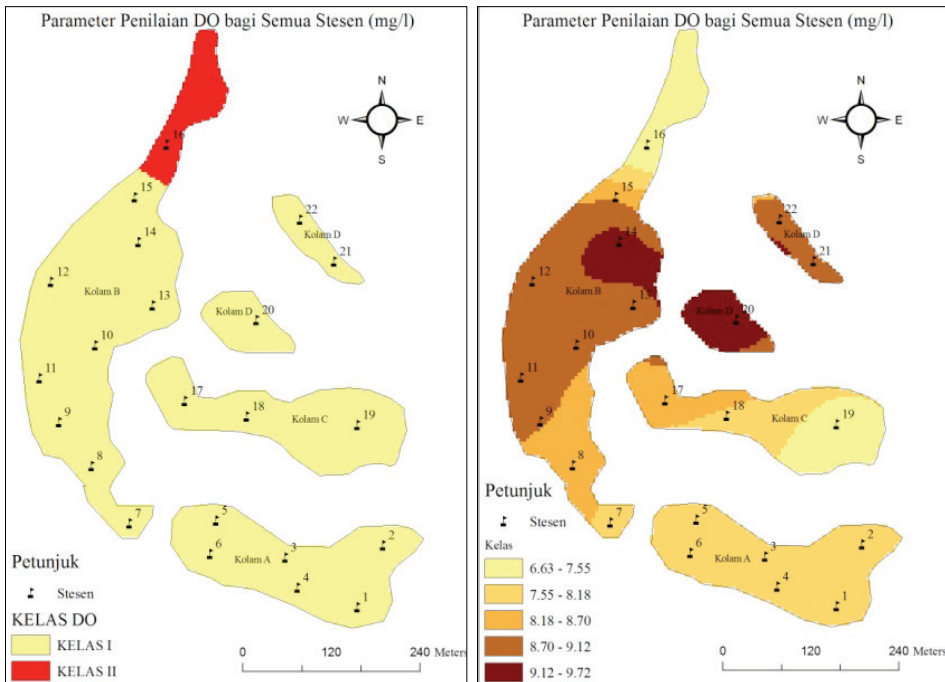 Parameter Penilaian DO bagi Semua Stesen (mg/l)
N
W E
S
16
15
14
12
13
Kolam B
10
11
9
8
7
22
Kolam D
21
Kolam D
20
17
18
Kolam C
19
5
6
Kolam A
3
2
4
1
Petunjuk
Stesen
KELAS DO
KELAS I
KELAS II
0 60 120 240 Meters
Parameter Penilaian DO bagi Semua Stesen (mg/l)
N
W E
S
16
15
14
12
13
Kolam B
10
11
9
8
7
22
Kolam D
21
Kolam D
20
17
18
Kolam C
19
5
6
Kolam A
3
2
4
1
Petunjuk
Stesen
Kelas
6.63 - 7.55
7.55 - 8.18
8.18 - 8.70
8.70 - 9.12
9.12 - 9.72
0 60 120 240 Meters